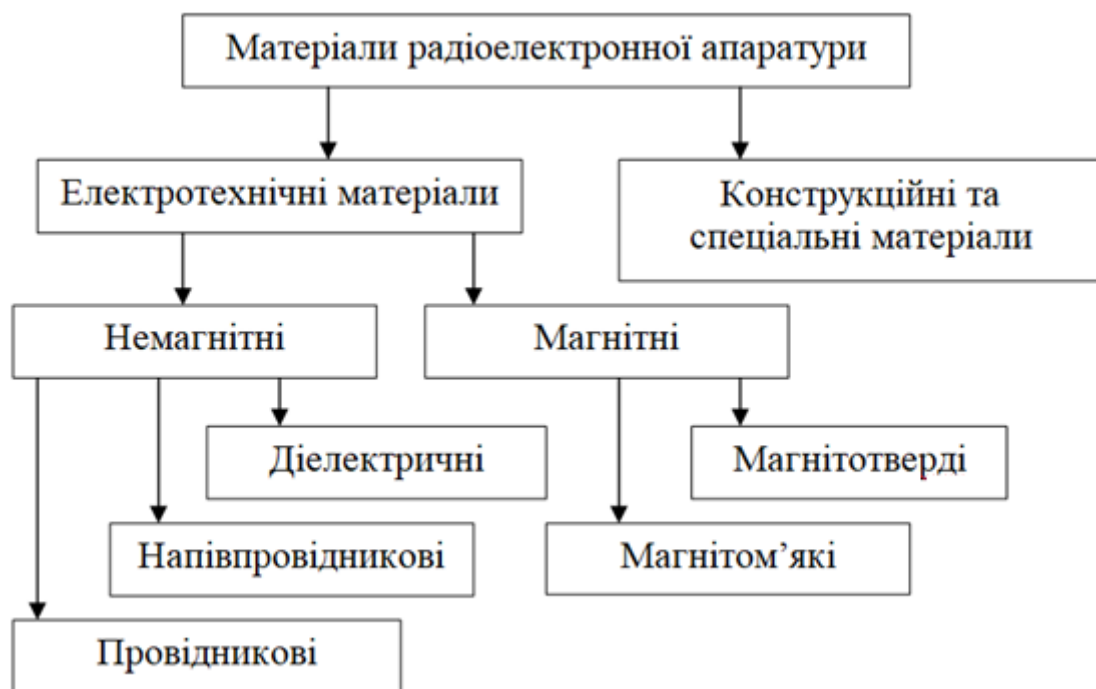 Матеріали радіоелектронної апаратури
Електротехнічні матеріали
Конструкційні та
спеціальні матеріали
Немагнітні
Магнітні
Діелектричні
Магнітотверді
Напівпровідникові
Магнітом’які
Провідникові